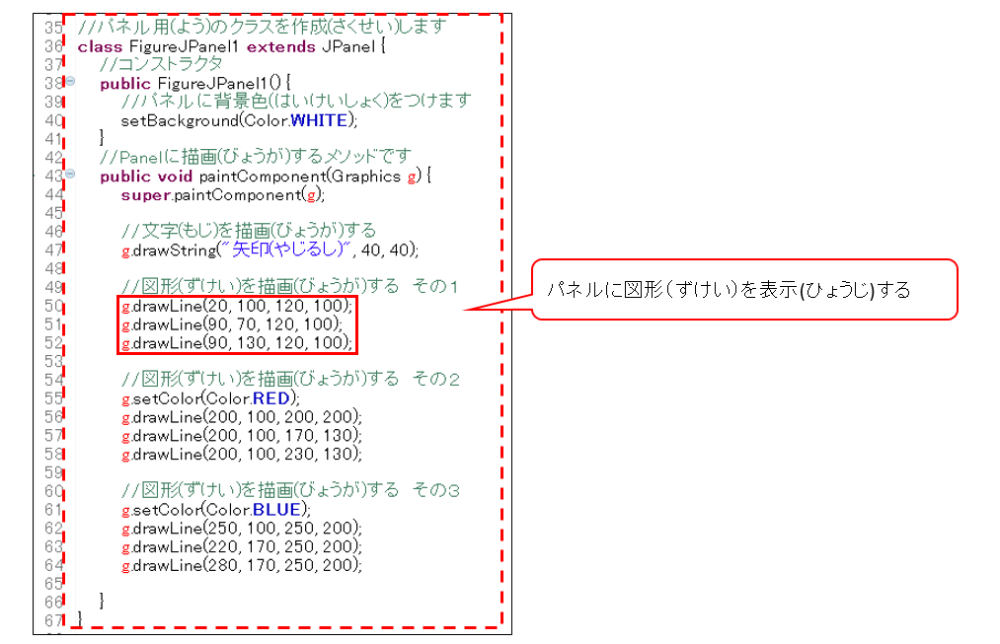 35 //パネル用(よう)のクラスを作成(さくせい)します
36 class FigureJPanel1 extends JPanel {
37 //コンストラクタ
38 public FigureJPanel1() {
39 //パネルに背景色(はいけいしょく)をつけます
40 setBackground(Color.WHITE);
41 }
42 //Panelに描画(びょうが)するメソッドです
43 public void paintComponent(Graphics g) {
44 super.paintComponent(g);
45
46 //文字(もじ)を描画(びょうが)する
47 g.drawString("矢印(やじるし)", 40, 40);
48
49 //図形(ずけい)を描画(びょうが)する　その１
50 g.drawLine(20, 100, 120, 100);
51 g.drawLine(90, 70, 120, 100);
52 g.drawLine(90, 130, 120, 100);
53
54 //図形(ずけい)を描画(びょうが)する　その２
55 g.setColor(Color.RED);
56 g.drawLine(200, 100, 200, 200);
57 g.drawLine(200, 100, 170, 130);
58 g.drawLine(200, 100, 230, 130);
59
60 //図形(ずけい)を描画(びょうが)する　その３
61 g.setColor(Color.BLUE);
62 g.drawLine(250, 100, 250, 200);
63 g.drawLine(220, 170, 250, 200);
64 g.drawLine(280, 170, 250, 200);
65
66 }
67 }
パネルに図形（ずけい）を表示(ひょうじ)する